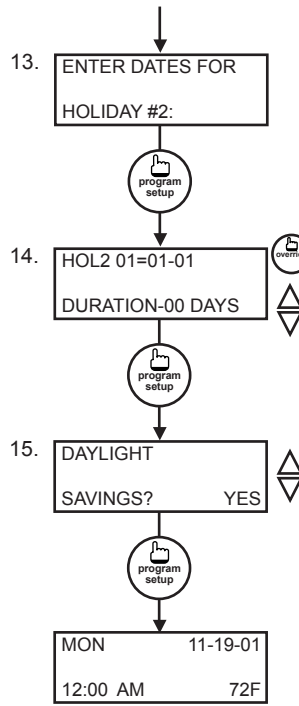 13.
ENTER DATES FOR
HOLIDAY #2:
program
setup
14.
HOL2 01=01-01
DURATION-00 DAYS
program
setup
15.
DAYLIGHT
SAVINGS? YES
program
setup
MON 11-19-01
12:00 AM 72F